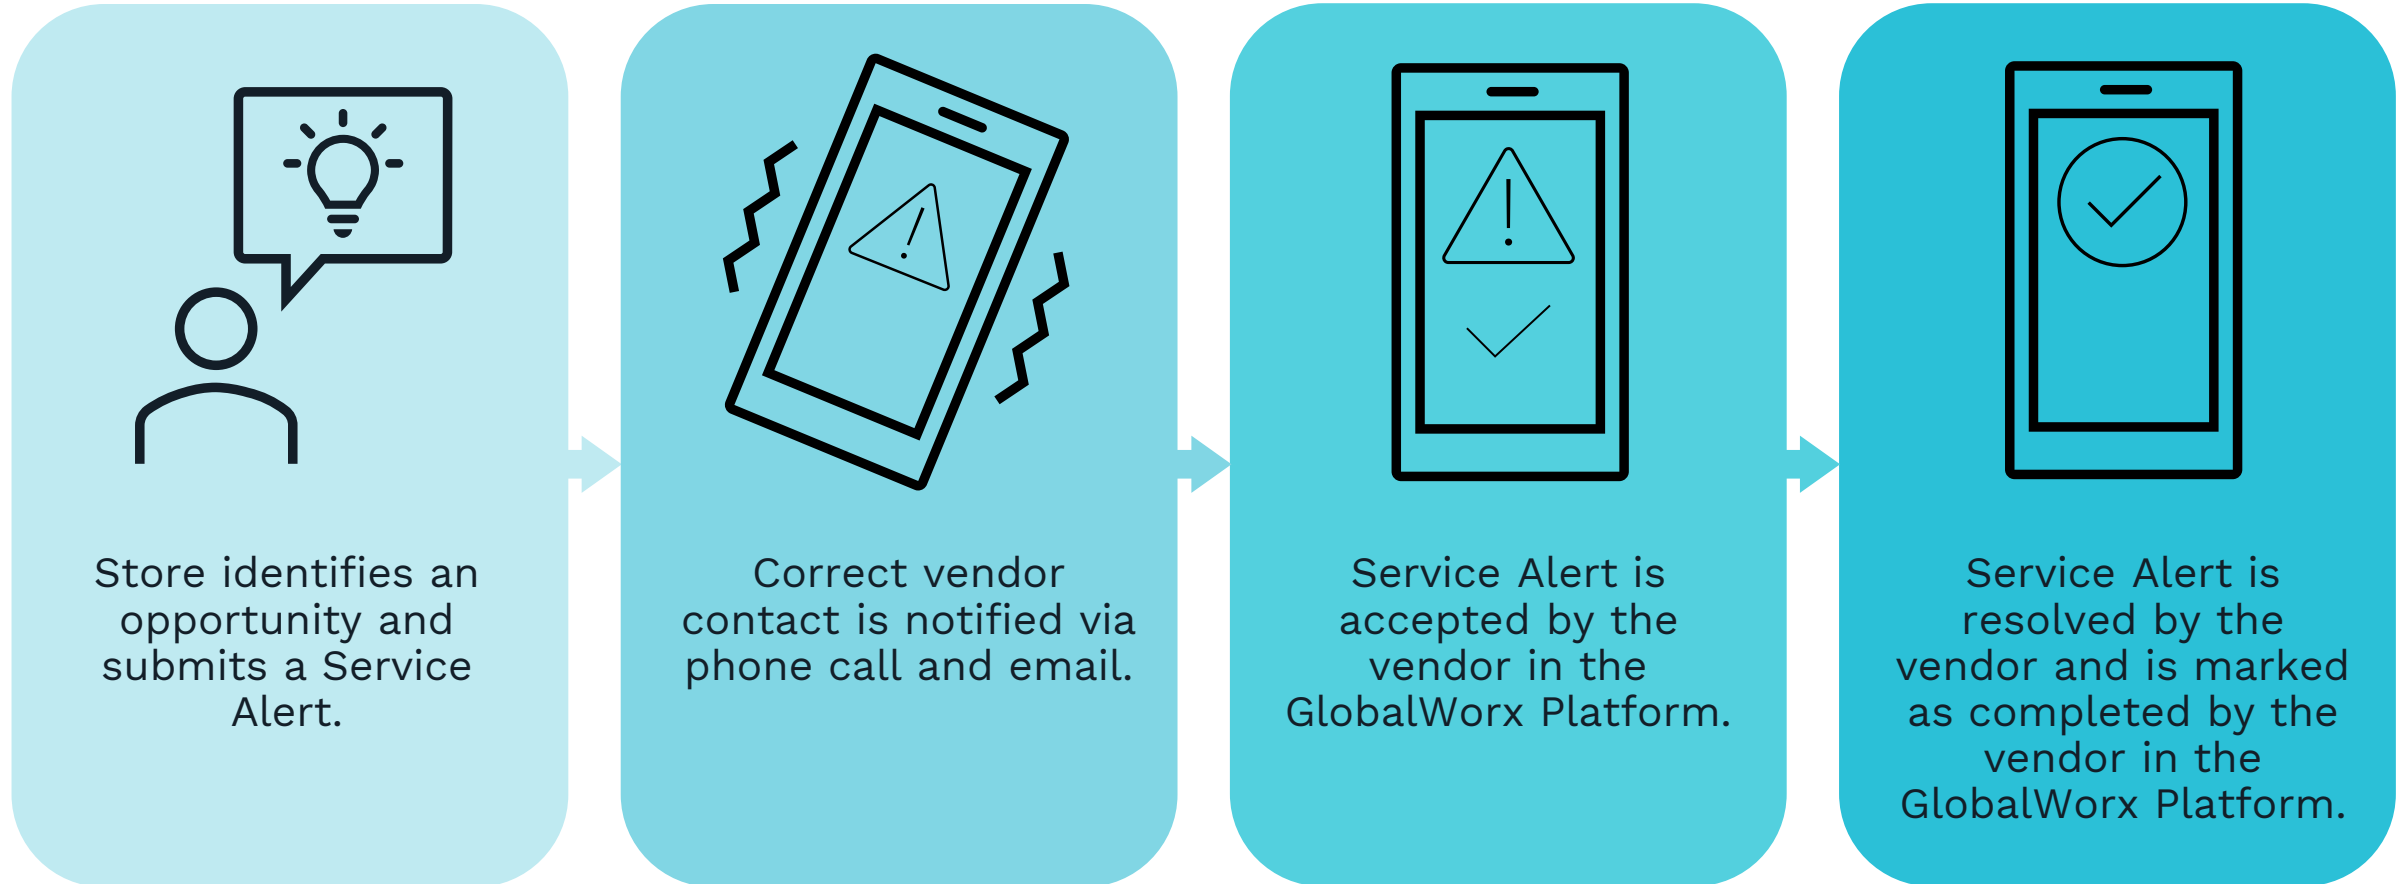 Store identifies an
opportunity and
submits a Service
Alert.
Correct vendor
contact is notified via
phone call and email.
Service Alert is
accepted by the
vendor in the
GlobalWorx Platform.
Service Alert is
resolved by the
vendor and is marked
as completed by the
vendor in the
GlobalWorx Platform.